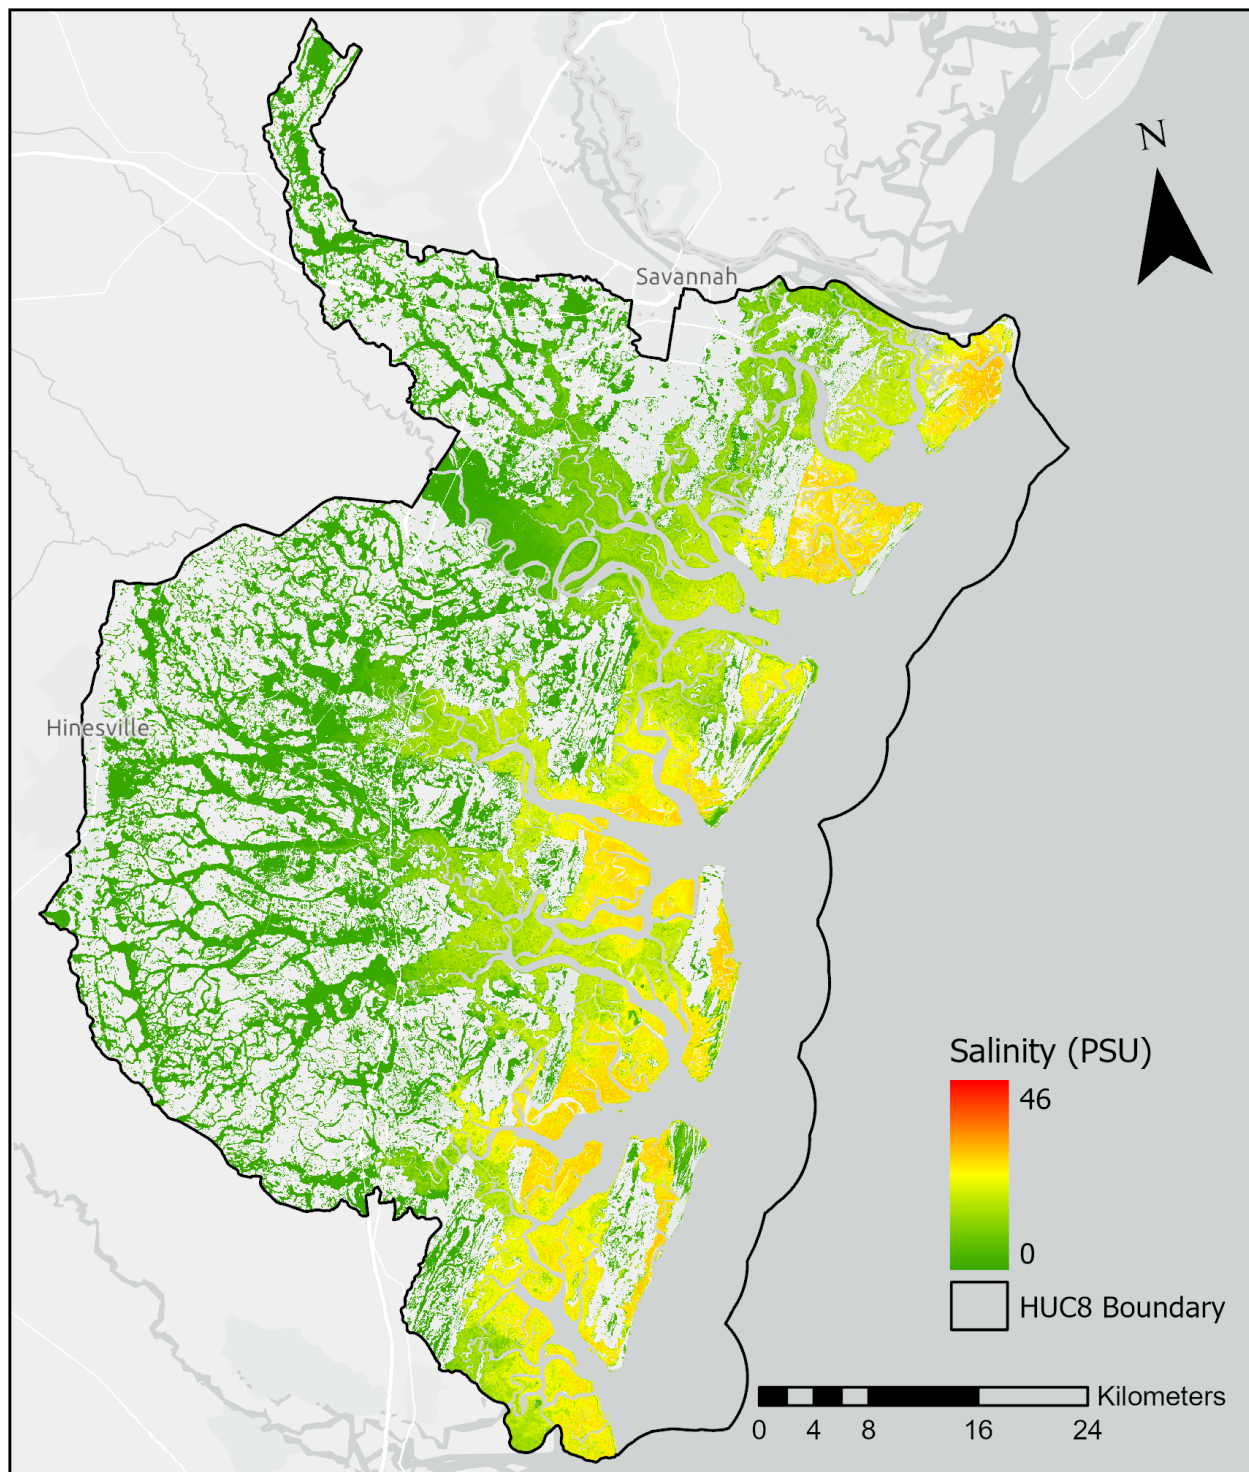 N
Savannah
Hinesville
Salinity (PSU)
46
0
HUC8 Boundary
Kilometers
0 4 8 16 24